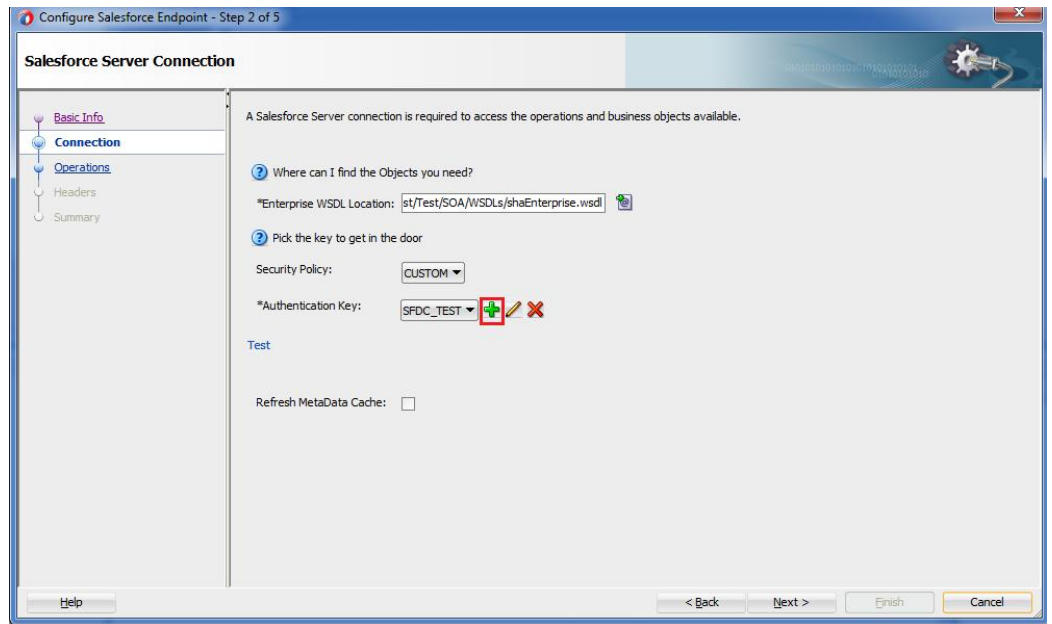 Configure Salesforce Endpoint - Step 2 of 5
Salesforce Server Connection
Basic Info
Connection
Operations
Headers
Summary
A Salesforce Server connection is required to access the operations and business objects available.
Where can I find the Objects you need?
*Enterprise WSDL Location: st/Test/SOA/WSDLs/shaEnterprise.wsdl
Pick the key to get in the door
Security Policy: CUSTOM
*Authentication Key: SFDC_TEST
Test
Refresh MetaData Cache:
Help < Back Next > Finish Cancel